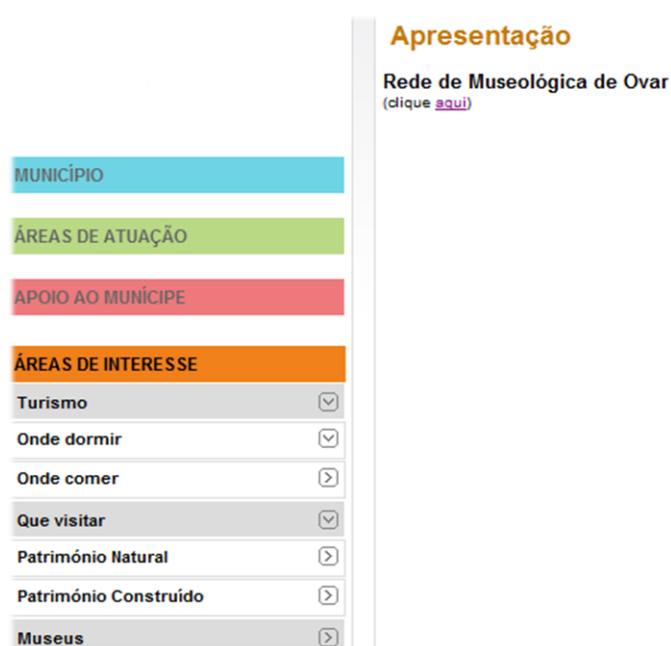 Apresentação
Rede de Museológica de Ovar
(clique aqui)
MUNICÍPIO
ÁREAS DE ATUAÇÃO
APOIO AO MUNÍCIPE
ÁREAS DE INTERESSE
Turismo
Onde dormir
Onde comer
Que visitar
Património Natural
Património Construído
Museus